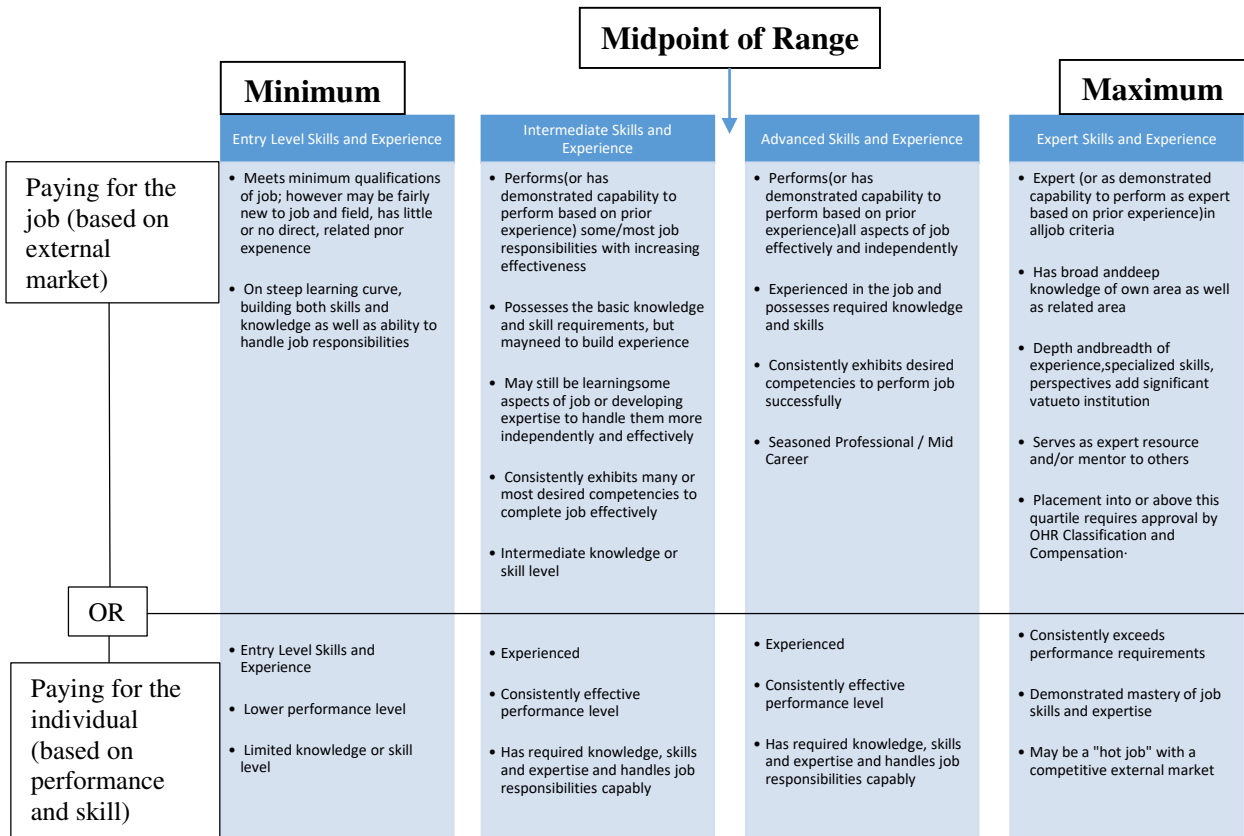 Midpoint of Range
Minimum
Maximum
Entry Level Skills and Experience
Intermediate Skills and
Experience
Advanced Skills and Experience
Expert Skills and Experience
Paying for the
job (based on
external
market)
• Meets minimum qualifications
of job; however may be fairly
new to job and field, has little
or no direct, related pnor
expenence
• On steep learning curve,
building both skills and
knowledge as well as ability to
handle job responsibilities
• Performs(or has
demonstrated capability to
perform based on prior
experience) some/most job
responsibilities with increasing
effectiveness
• Possesses the basic knowledge
and skill requirements, but
mayneed to build experience
• May still be learningsome
aspects of job or developing
expertise to handle them more
independently and effectively
• Consistently exhibits many or
most desired competencies to
complete job effectively
• Intermediate knowledge or
skill level
• Performs(or has
demonstrated capability to
perform based on prior
experience)all aspects of job
effectively and independently
• Experienced in the job and
possesses required knowledge
and skills
• Consistently exhibits desired
competencies to perform job
successfully
• Seasoned Professional / Mid
Career
• Expert (or as demonstrated
capability to perform as expert
based on prior experience)in
alljob criteria
• Has broad anddeep
knowledge of own area as well
as related area
• Depth andbreadth of
experience,specialized skills,
perspectives add significant
vatueto institution
• Serves as expert resource
and/or mentor to others
• Placement into or above this
quartile requires approval by
OHR Classification and
Compensation·
OR
Paying for the
individual
(based on
performance
and skill)
• Entry Level Skills and
Experience
• Lower performance level
• Limited knowledge or skill
level
• Experienced
• Consistently effective
performance level
• Has required knowledge, skills
and expertise and handles job
responsibilities capably
• Experienced
• Consistently effective
performance level
• Has required knowledge, skills
and expertise and handles job
responsibilities capably
• Consistently exceeds
performance requirements
• Demonstrated mastery of job
skills and expertise
• May be a "hot job" with a
competitive external market